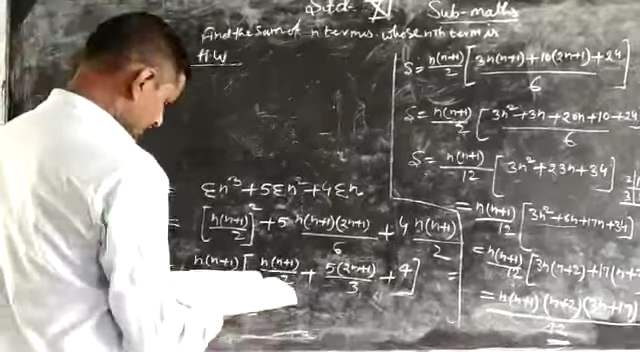 XI Sub-maths
Find the sum of n terms whose nth term is
H.W
= Σn³ + 5Σn² + 4Σn
= [n(n+1)/2]² + 5 n(n+1)(2n+1)/6 + 4 n(n+1)/2
n(n+1) [n(n+1)/2 + 5(2n+1)/3 + 4] =
S = n(n+1)/2 [3n(n+1)+10(2n+1)+24 / 6]
S = n(n+1)/2 [3n²+3n+20n+10+24 / 6
S = n(n+1)/12 [3n²+23n+34]
= n(n+1)/12 [3n²+6n+17n+34]
= n(n+1)/12 [3n(n+2)+17(n+2
= n(n+1)(n+2)(3n+17)/12